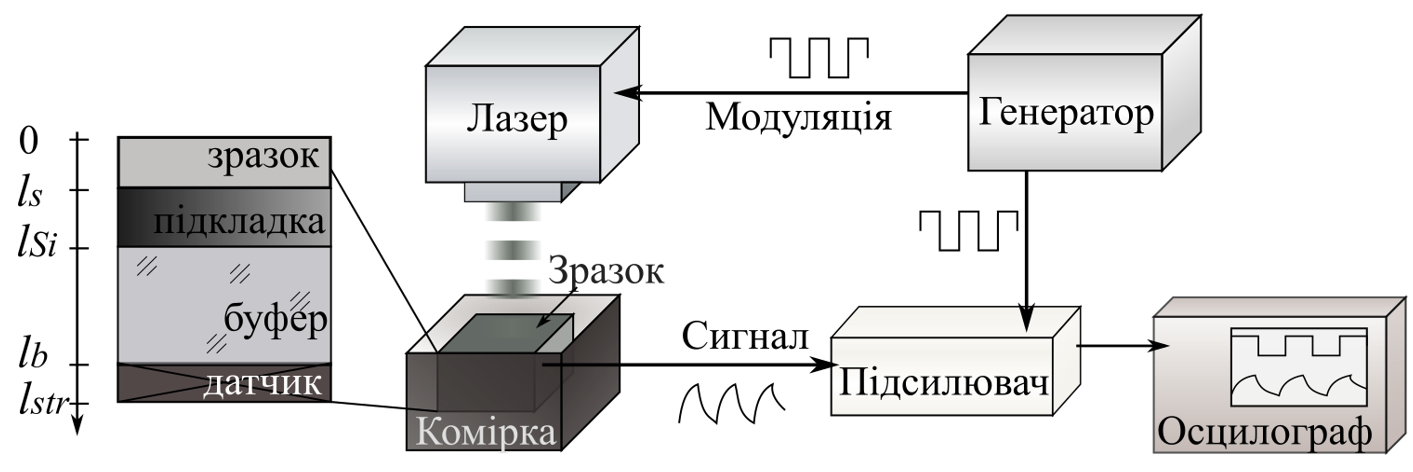 0
ls
lSi
lb
lstr
зразок
підкладка
буфер
датчик
Лазер
Модуляція
Генератор
Зразок
Комірка
Сигнал
Підсилювач
Осцилограф